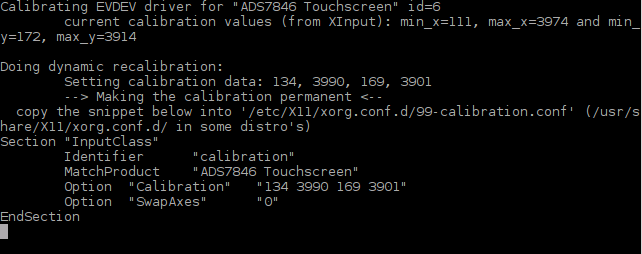 Calibrating EVDEV driver for "ADS7846 Touchscreen" id=6
current calibration values (from XInput): min_x=111, max_x=3974 and min_
y=172, max_y=3914
Doing dynamic recalibration:
Setting calibration data: 134, 3990, 169, 3901
--> Making the calibration permanent <--
copy the snippet below into '/etc/X11/xorg.conf.d/99-calibration.conf' (/usr/s
hare/X11/xorg.conf.d/ in some distro's)
Section "InputClass"
Identifier "calibration"
MatchProduct "ADS7846 Touchscreen"
Option "Calibration" "134 3990 169 3901"
Option "SwapAxes" "0"
EndSection